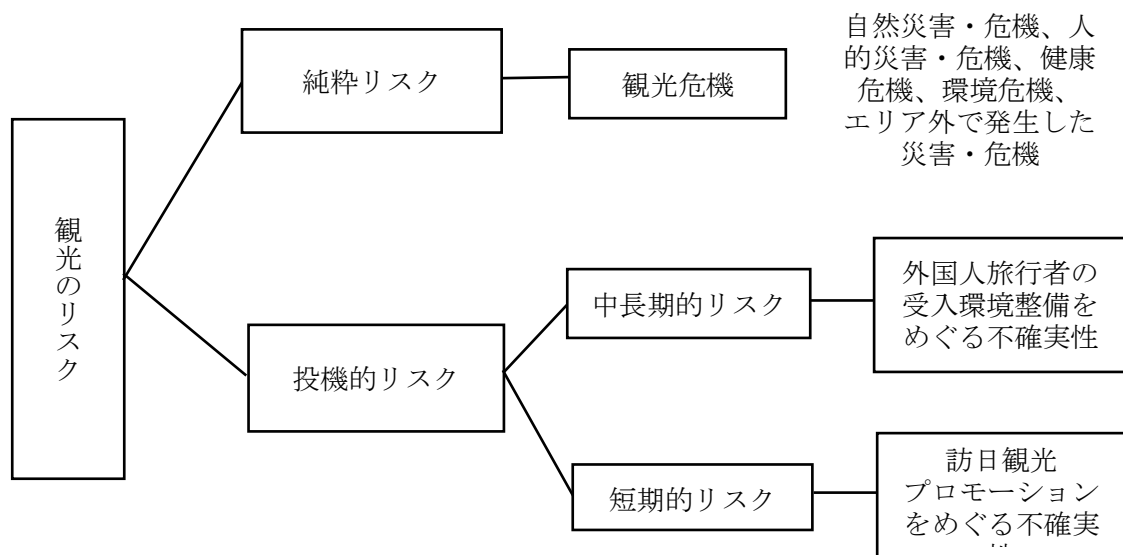 観光のリスク
純粋リスク
観光危機
自然災害・危機、人
的災害・危機、健康
危機、環境危機、
エリア外で発生した
災害・危機
投機的リスク
中長期的リスク
外国人旅行者の
受入環境整備を
めぐる不確実性
短期的リスク
訪日観光
プロモーション
をめぐる不確実